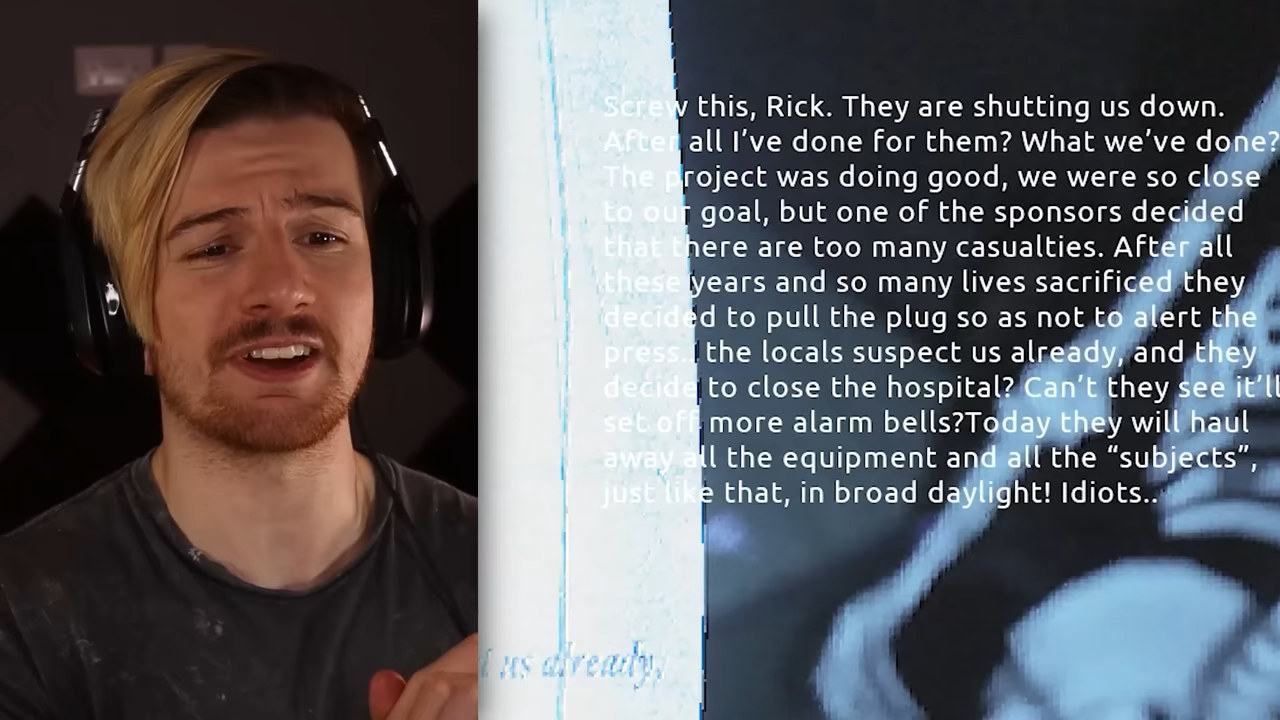 Screw this, Rick. They are shutting us down.
After all I’ve done for them? What we’ve done?
The project was doing good, we were so close
to our goal, but one of the sponsors decided
that there are too many casualties. After all
these years and so many lives sacrificed they
decided to pull the plug so as not to alert the
press.. the locals suspect us already, and they
decide to close the hospital? Can’t they see it’ll
set off more alarm bells?Today they will haul
away all the equipment and all the “subjects”,
just like that, in broad daylight! Idiots..
us already,